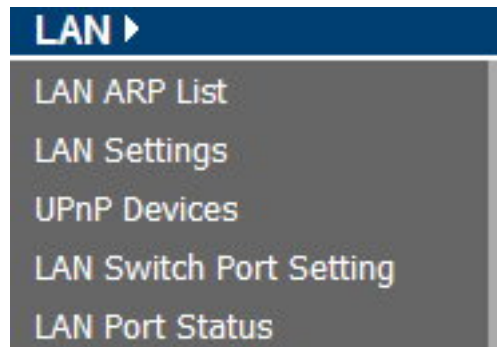 LAN
LAN ARP List
LAN Settings
UPnP Devices
LAN Switch Port Setting
LAN Port Status